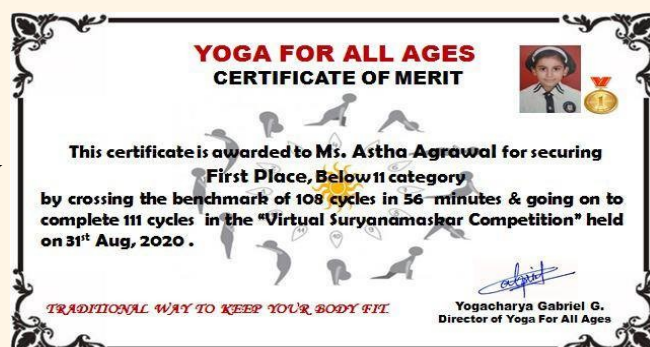 YOGA FOR ALL AGES
CERTIFICATE OF MERIT
This certificate is awarded to Ms. Astha Agrawal for securing
First Place, Below 11 category
by crossing the benchmark of 108 cycles in 56 minutes & going on to
complete 111 cycles in the "Virtual Suryanamaskar Competition" held
on 31st Aug, 2020 .
TRADITIONAL WAY TO KEEP YOUR BODY FIT
Yogacharya Gabriel G.
Director of Yoga For All Ages